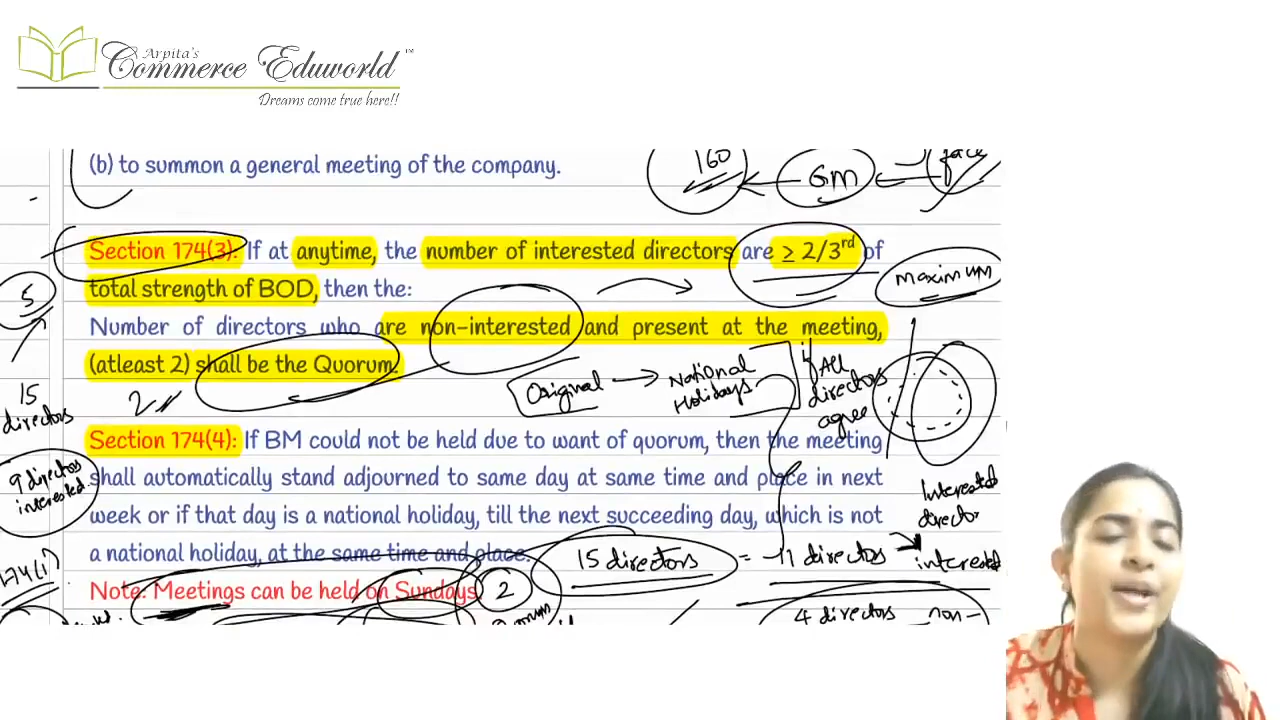 Arpita's
Commerce Eduworld™
Dreams come true here!!
(b) to summon a general meeting of the company.
160
GM
face
Section 174(3): If at anytime, the number of interested directors are ≥ 2/3rd of
total strength of BOD, then the:
maximum
5
Number of directors who are non-interested and present at the meeting,
(atleast 2) shall be the Quorum.
15
directors
2
Original → National
Holidays
if
All
directors
agree
Section 174(4): If BM could not be held due to want of quorum, then the meeting
shall automatically stand adjourned to same day at same time and place in next
9 directors
interested
Interested
director
week or if that day is a national holiday, till the next succeeding day, which is not
a national holiday, at the same time and place.
15 directors = 11 directors → interested
174(1)
Note: Meetings can be held on Sundays
2
quorum
4 directors non-